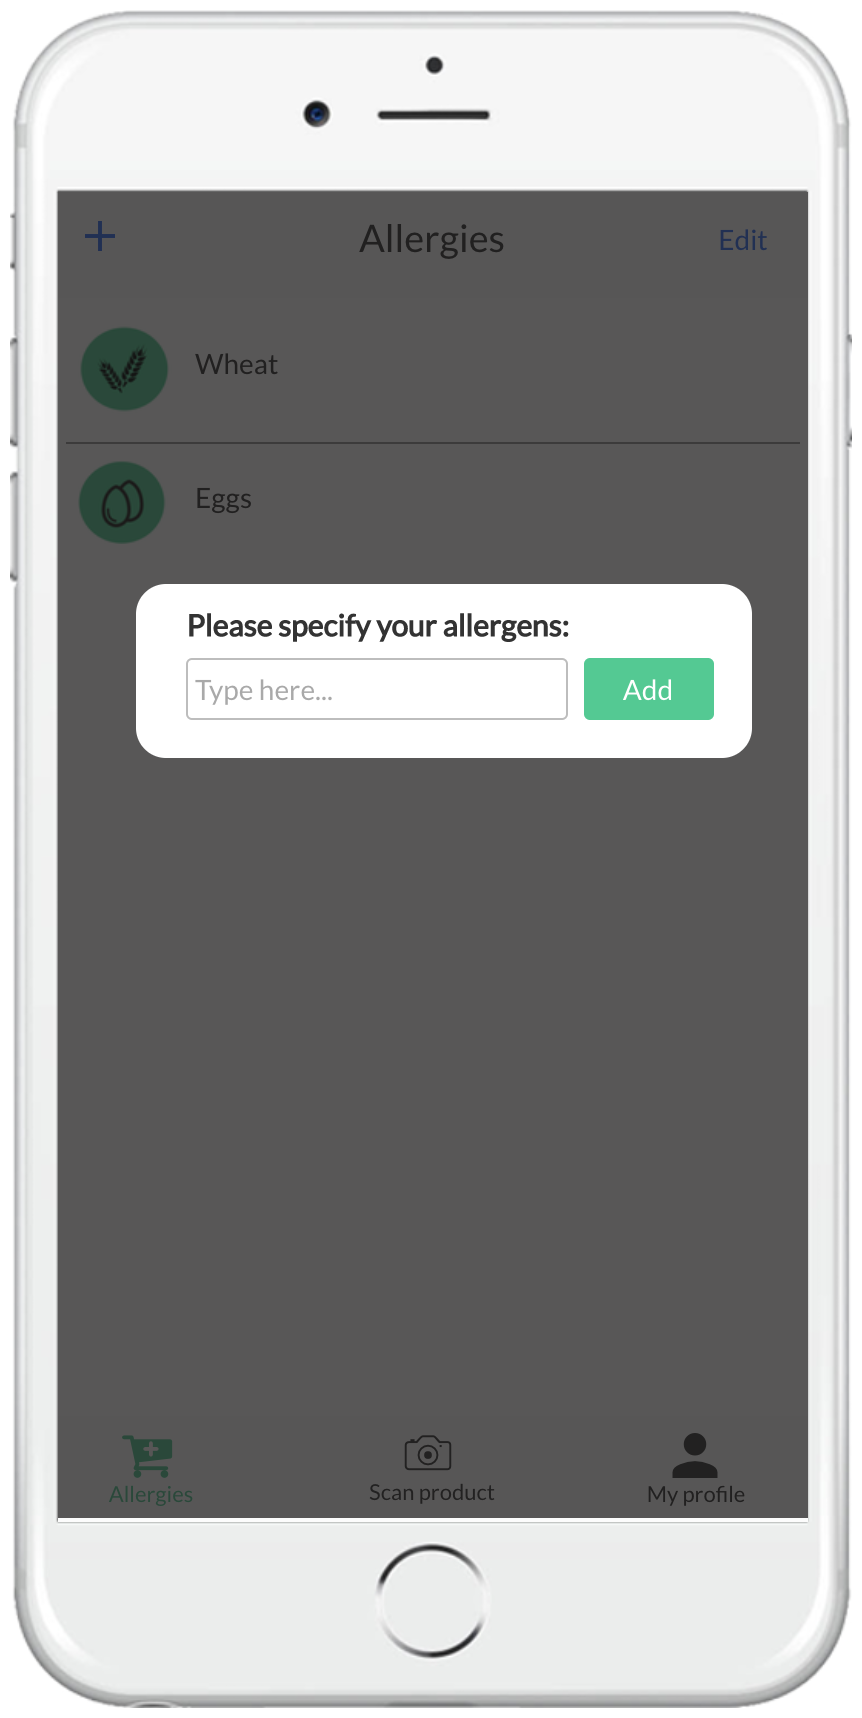 Allergies
Edit
Wheat
Eggs
Please specify your allergens:
Type here...
Add
Allergies
Scan product
My profile